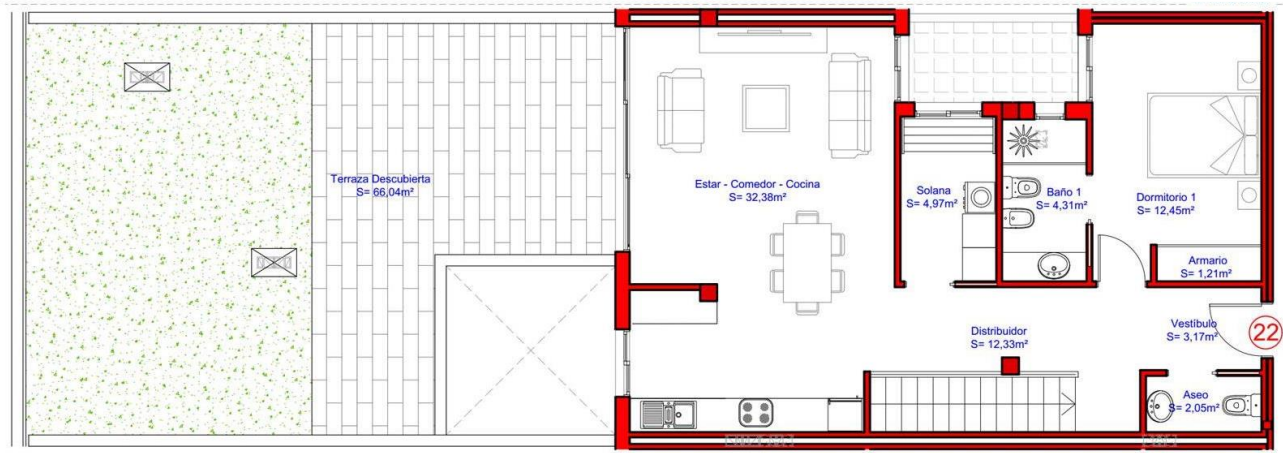 Terraza Descubierta
S= 66,04m²
Estar - Comedor - Cocina
S= 32,38m²
Solana
S= 4,97m²
Baño 1
S= 4,31m²
Dormitorio 1
S= 12,45m²
Armario
S= 1,21m²
Distribuidor
S= 12,33m²
Vestíbulo
S= 3,17m²
22
Aseo
S= 2,05m²